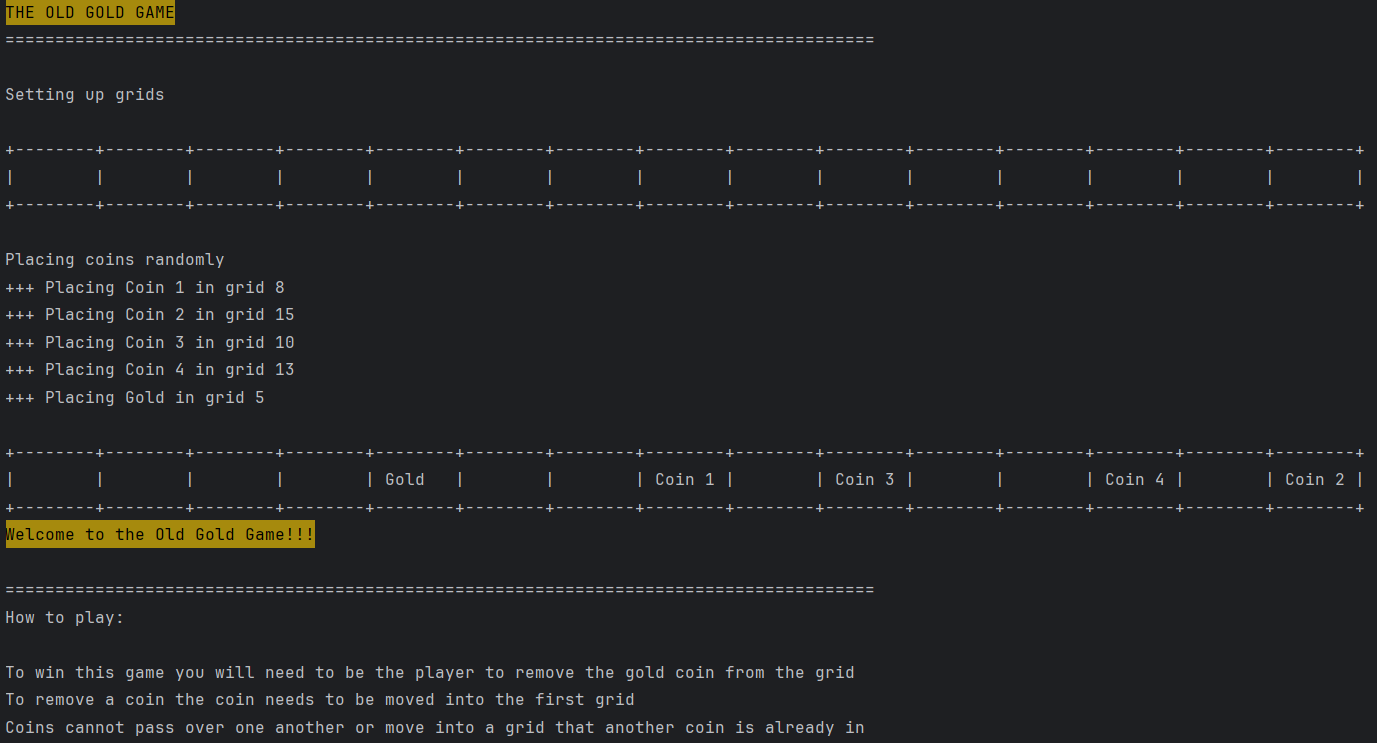 THE OLD GOLD GAME
=======================================================================================
Setting up grids
+--------+--------+--------+--------+--------+--------+--------+--------+--------+--------+--------+--------+--------+--------+--------+
|        |        |        |        |        |        |        |        |        |        |        |        |        |        |        |
+--------+--------+--------+--------+--------+--------+--------+--------+--------+--------+--------+--------+--------+--------+--------+
Placing coins randomly
+++ Placing Coin 1 in grid 8
+++ Placing Coin 2 in grid 15
+++ Placing Coin 3 in grid 10
+++ Placing Coin 4 in grid 13
+++ Placing Gold in grid 5
+--------+--------+--------+--------+--------+--------+--------+--------+--------+--------+--------+--------+--------+--------+--------+
|        |        |        |        | Gold   |        |        | Coin 1 |        | Coin 3 |        |        | Coin 4 |        | Coin 2 |
+--------+--------+--------+--------+--------+--------+--------+--------+--------+--------+--------+--------+--------+--------+--------+
Welcome to the Old Gold Game!!!
=======================================================================================
How to play:
To win this game you will need to be the player to remove the gold coin from the grid
To remove a coin the coin needs to be moved into the first grid
Coins cannot pass over one another or move into a grid that another coin is already in